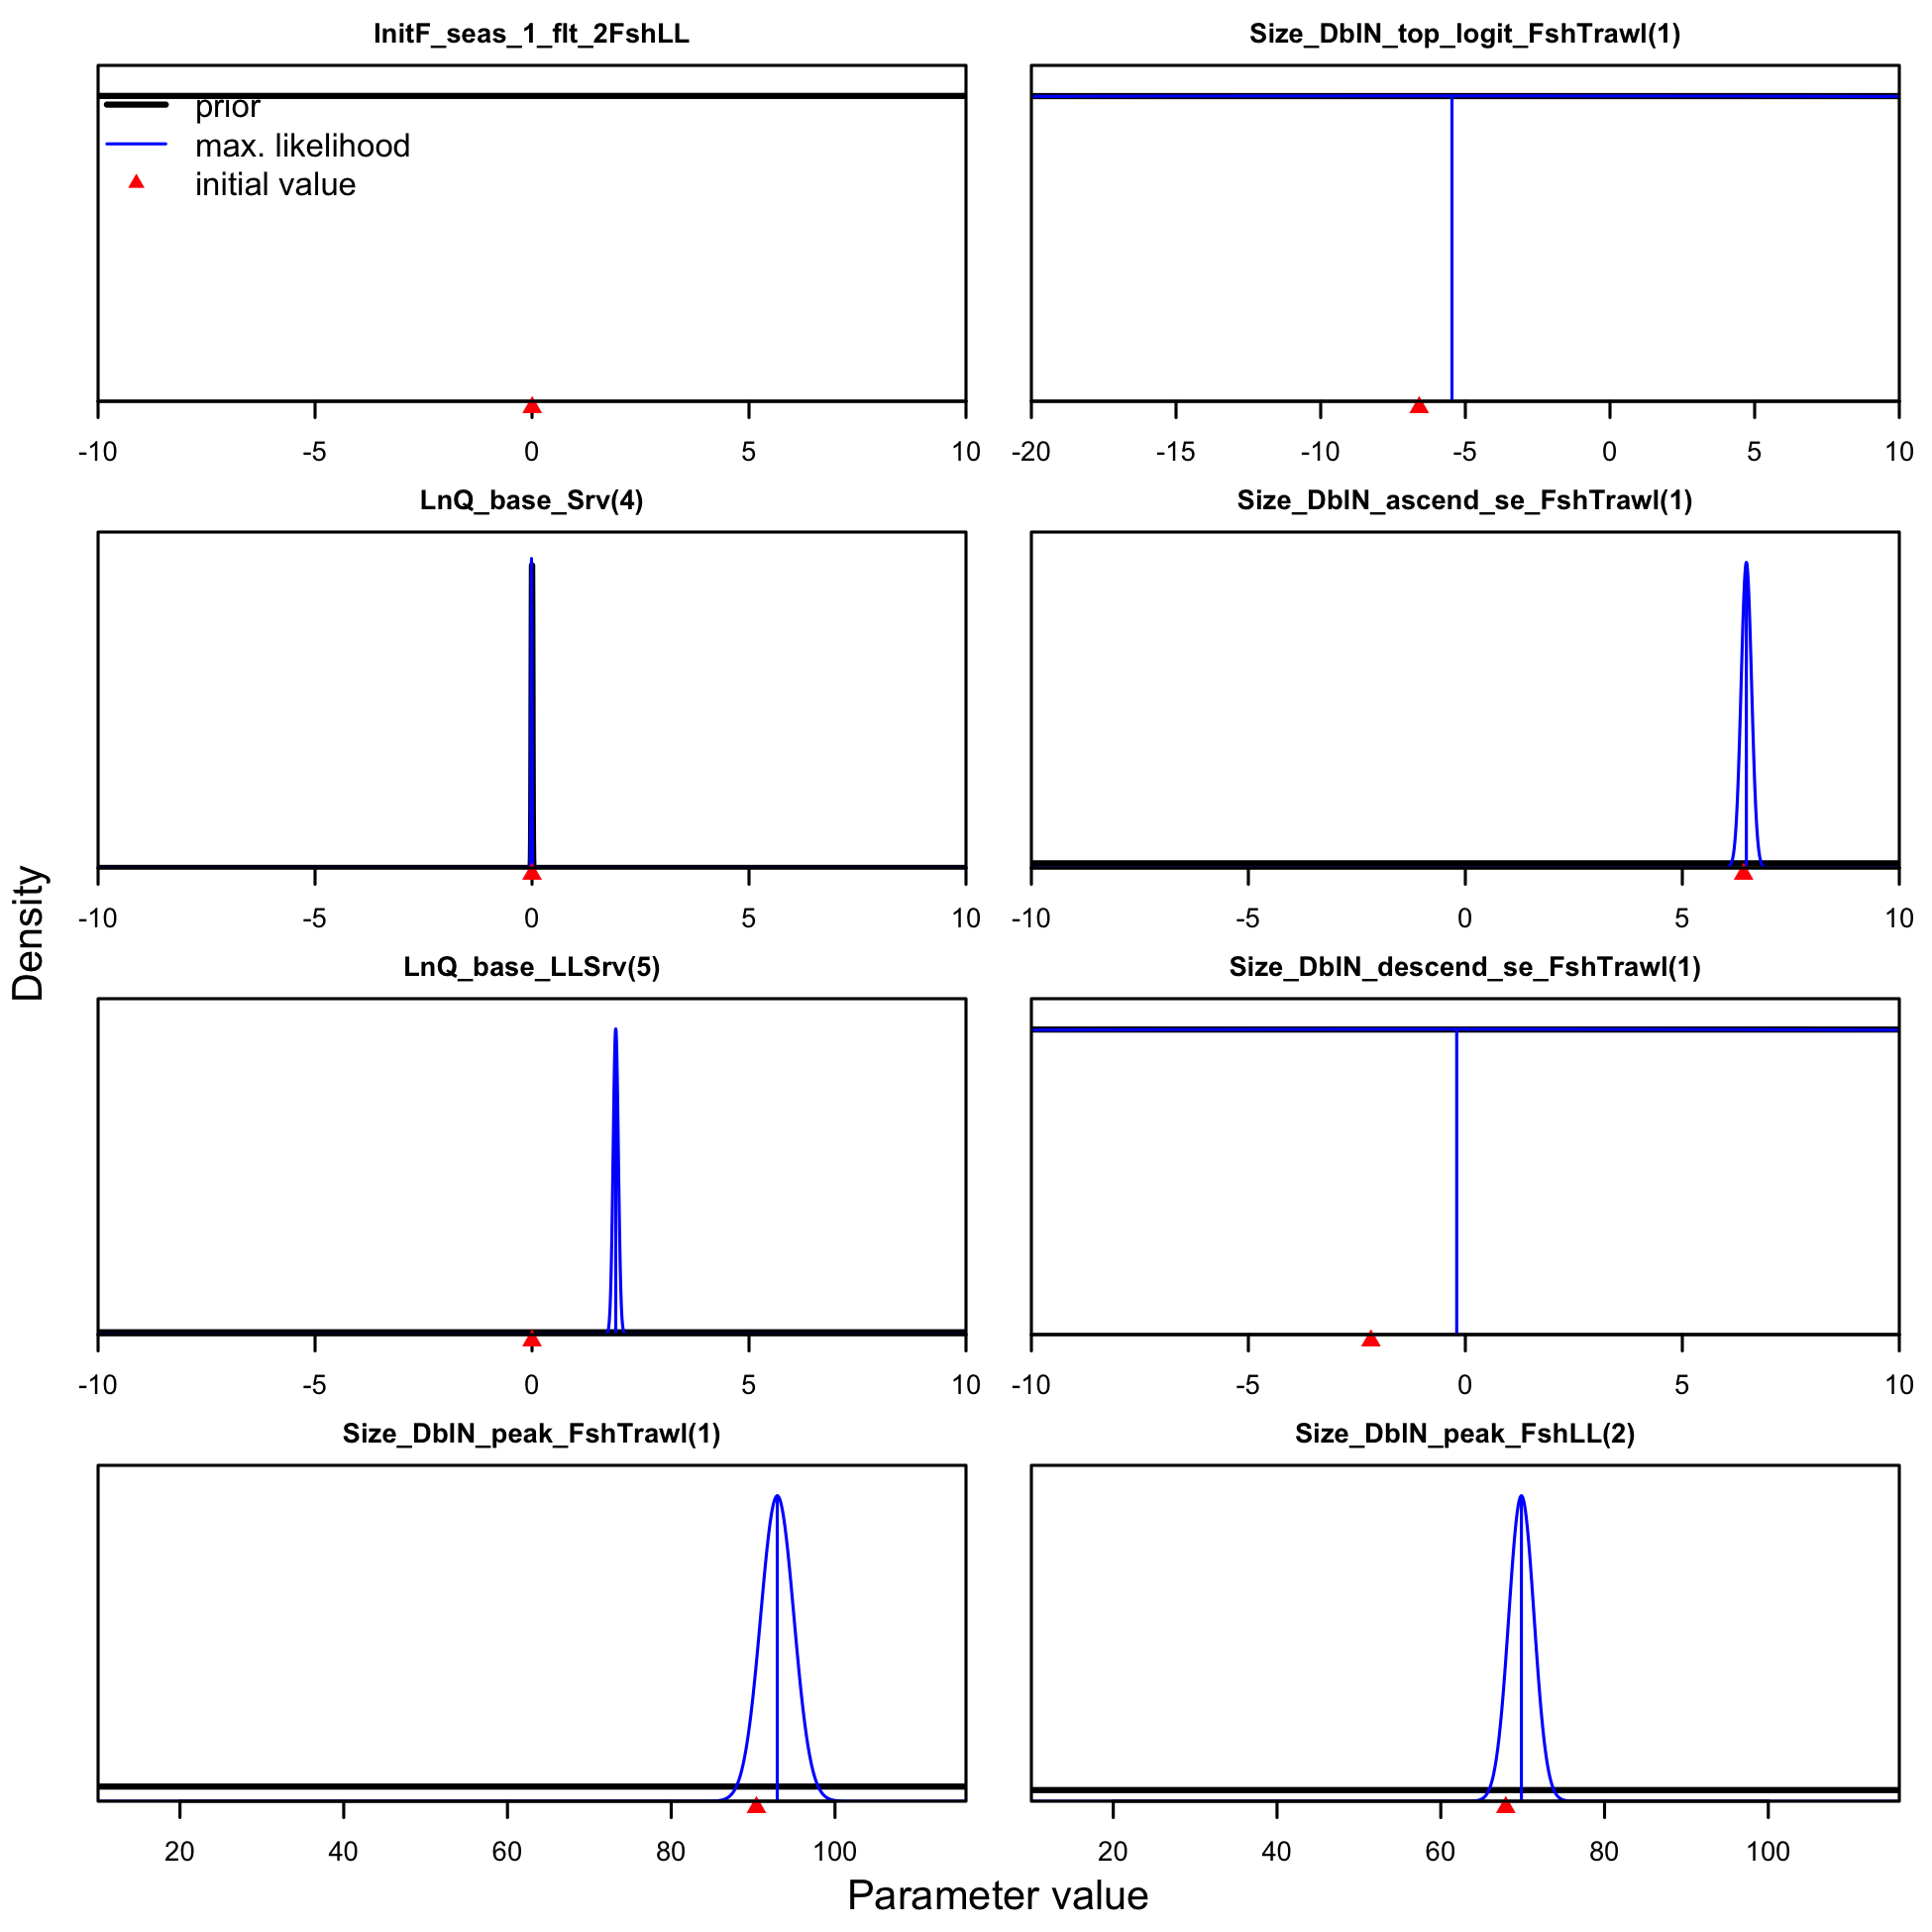 InitF_seas_1_flt_2FshLL
prior
max. likelihood
initial value
-10 -5 0 5 10
Size_DblN_top_logit_FshTrawl(1)
-20 -15 -10 -5 0 5 10
LnQ_base_Srv(4)
-10 -5 0 5 10
Size_DblN_ascend_se_FshTrawl(1)
-10 -5 0 5 10
LnQ_base_LLSrv(5)
-10 -5 0 5 10
Size_DblN_descend_se_FshTrawl(1)
-10 -5 0 5 10
Size_DblN_peak_FshTrawl(1)
20 40 60 80 100
Size_DblN_peak_FshLL(2)
20 40 60 80 100
Density
Parameter value